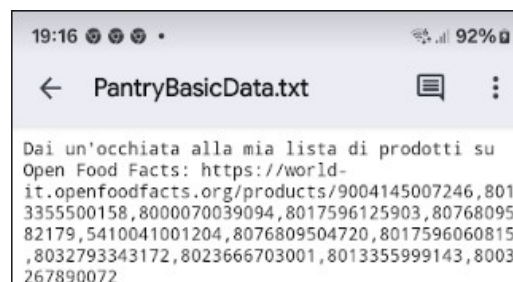 19:16
92%
PantryBasicData.txt
Dai un'occhiata alla mia lista di prodotti su
Open Food Facts: https://world-
it.openfoodfacts.org/products/9004145007246,801
3355500158,8000070039094,8017596125903,80768095
82179,5410041001204,8076809504720,8017596060815
,8032793343172,8023666703001,8013355999143,8003
267890072